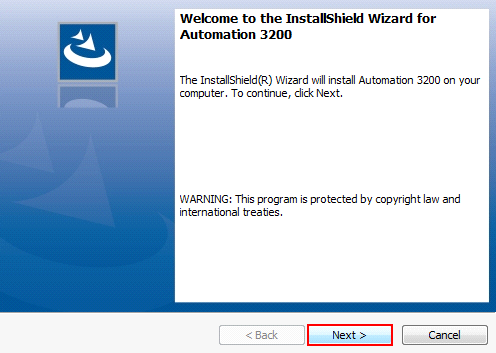 Welcome to the InstallShield Wizard for
Automation 3200
The InstallShield(R) Wizard will install Automation 3200 on your
computer. To continue, click Next.
WARNING: This program is protected by copyright law and
international treaties.
< Back
Next >
Cancel